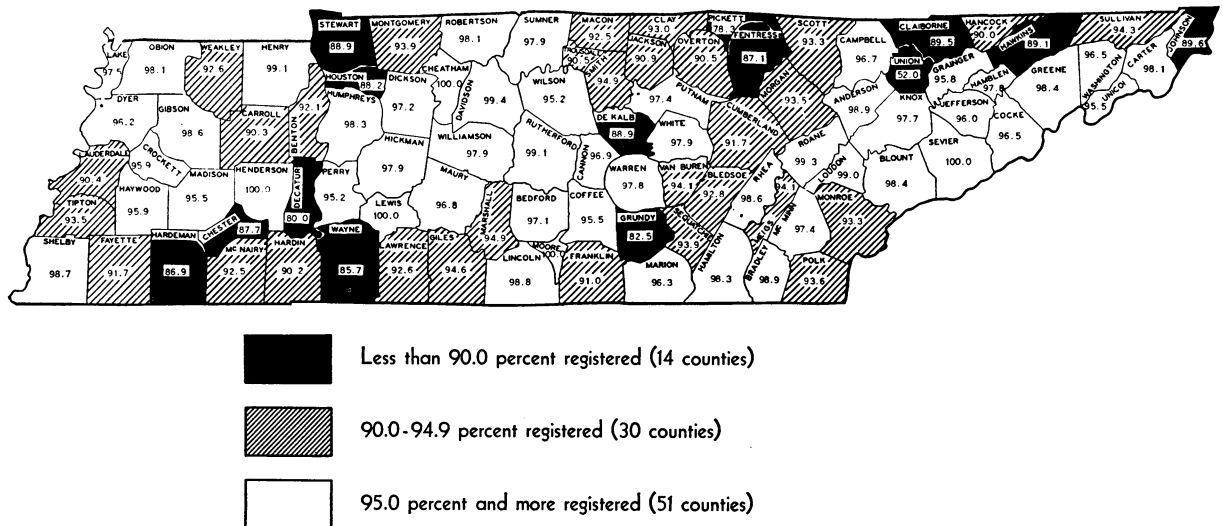 STEWART 88.9
MONTGOMERY 93.9
ROBERTSON 98.1
SUMNER 97.9
MACON 92.5
CLAY 93.0
PICKETT 78.3
FENTRESS 87.1
SCOTT 93.3
CAMPBELL 96.7
CLAIBORNE 89.5
HANCOCK 90.0
HAWKINS 89.1
SULLIVAN 94.3
JOHNSTON 89.6
LAKE 97.5
OBION 98.1
WEAKLEY 92.6
HENRY 99.1
HOUSTON 88.2
DICKSON 97.2
CHEATHAM 100.0
DAVIDSON 99.4
WILSON 95.2
90.5
SMITH 94.9
JACKSON 90.9
OVERTON 90.5
MORGAN 93.5
UNION 52.0
GRAINGER 95.8
HAMBLEN 97.8
GREENE 98.4
WASHINGTON 96.5
UNICOI 95.5
CARTER 98.1
DYER 96.2
GIBSON 98.6
CARROLL 90.3
BENTON 92.1
HUMPHREYS 98.3
HICKMAN 97.9
WILLIAMSON 97.9
RUTHERFORD 99.1
CANNON 96.9
DE KALB 88.9
PUTNAM 97.4
WHITE 97.9
CUMBERLAND 91.7
ROANE 99.3
ANDERSON 98.9
KNOX 97.7
JEFFERSON 96.0
COCKE 96.5
SEVIER 100.0
BLOUNT 98.4
LOUDON 99.0
LAUDERDALE 90.4
CROCKETT 95.9
HAYWOOD 95.9
MADISON 95.5
HENDERSON 100.0
DECATUR 80.0
PERRY 95.2
LEWIS 100.0
MAURY 96.8
MARSHALL 94.9
BEDFORD 97.1
COFFEE 95.5
WARREN 97.8
VAN BUREN 94.1
BLEDSOE 92.8
RHEA 98.6
MEIGS 94.1
MC MINN 97.4
MONROE 93.3
TIPTON 93.5
SHELBY 98.7
FAYETTE 91.7
HARDEMAN 86.9
CHESTER 87.7
MC NAIRY 92.5
HARDIN 90.2
WAYNE 85.7
LAWRENCE 92.6
GILES 94.6
LINCOLN 98.8
MOORE 100.0
FRANKLIN 91.0
GRUNDY 82.5
SEQUATCHIE 93.9
MARION 96.3
HAMILTON 98.3
BRADLEY 98.9
POLK 93.6
Less than 90.0 percent registered (14 counties)
90.0-94.9 percent registered (30 counties)
95.0 percent and more registered (51 counties)